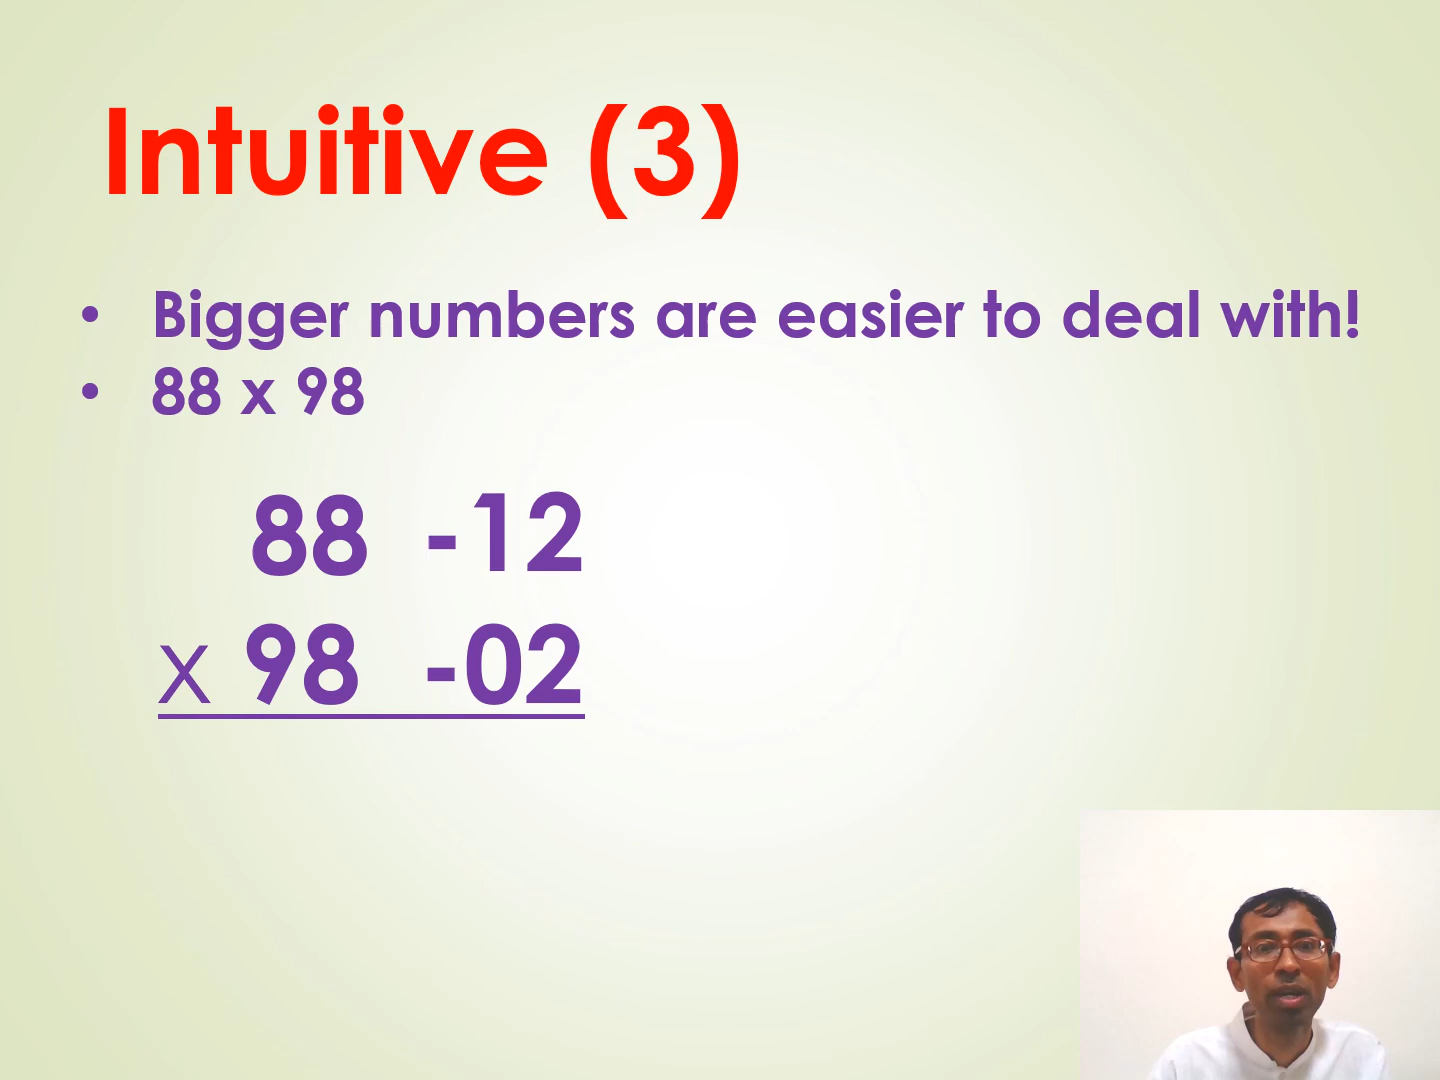 Intuitive (3)
• Bigger numbers are easier to deal with!
• 88 x 98
88 -12
X 98 -02